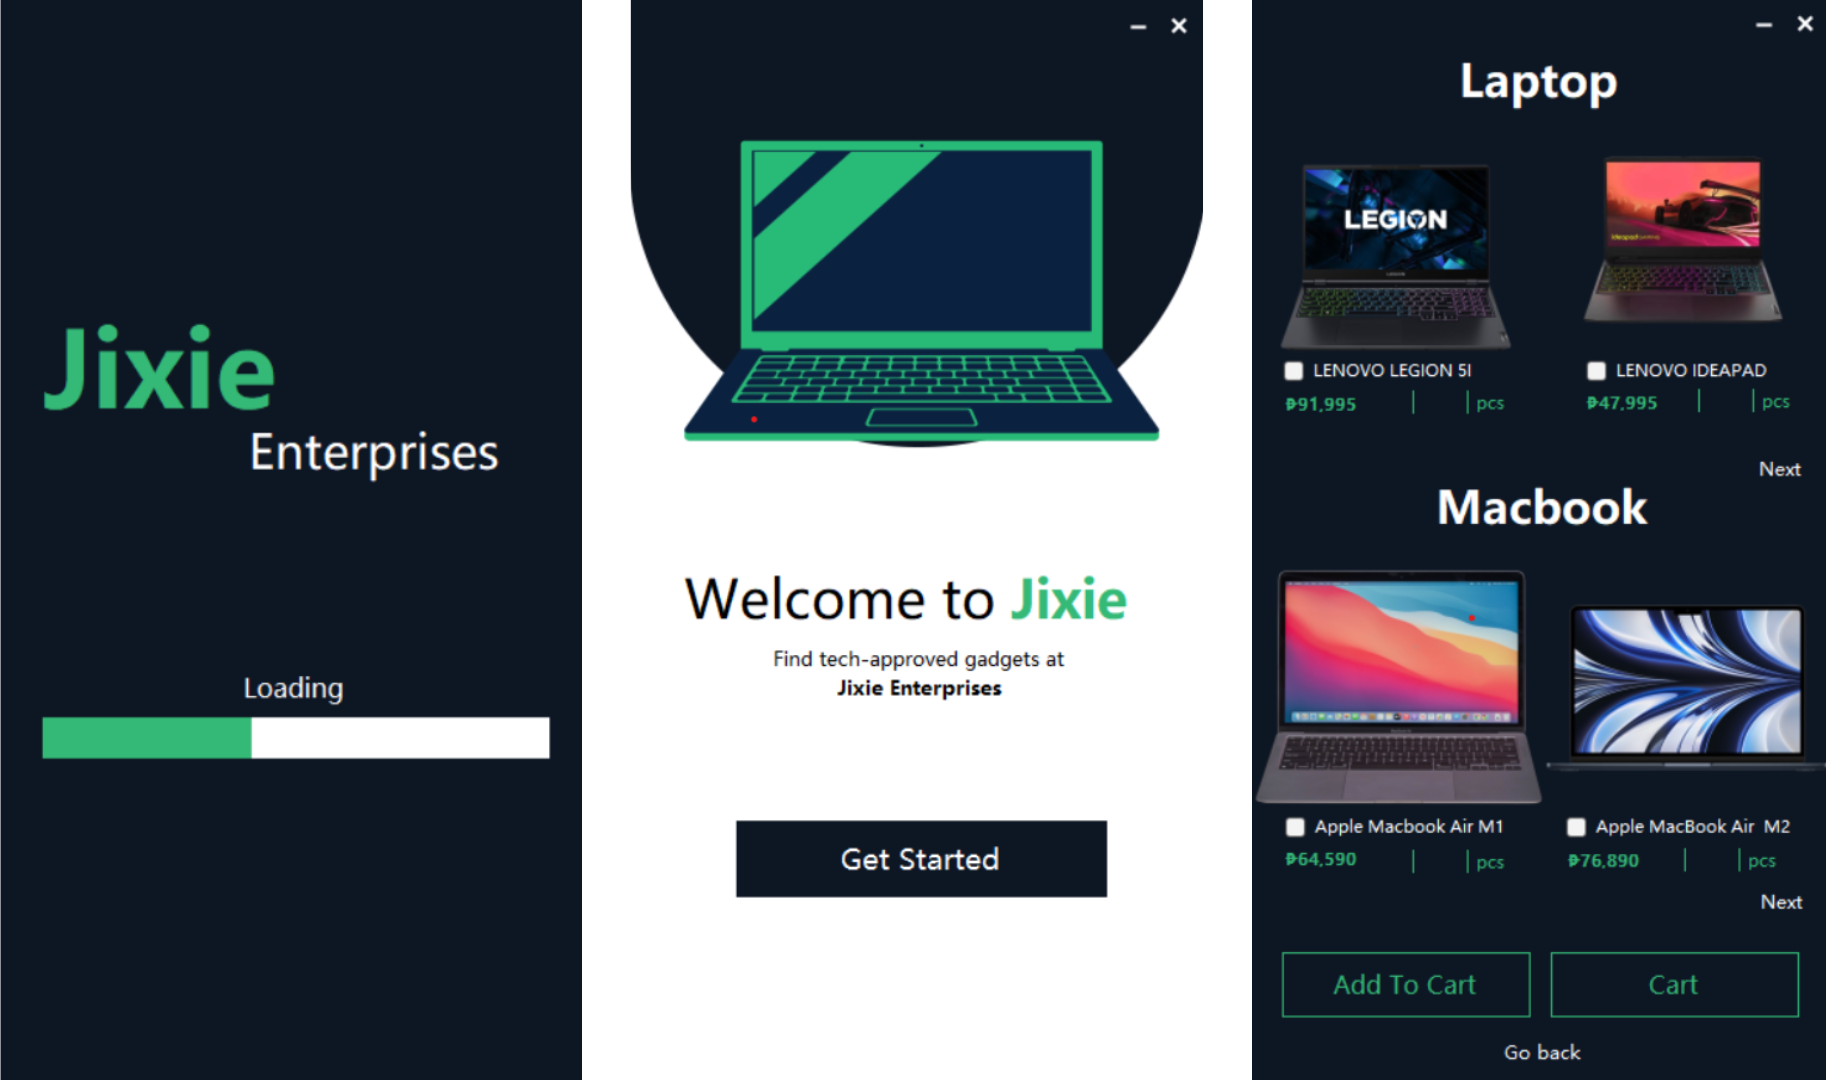 Jixie
Enterprises
Loading
Welcome to Jixie
Find tech-approved gadgets at
Jixie Enterprises
Get Started
Laptop
LEGION
LENOVO LEGION 5I
₱91,995 pcs
LENOVO IDEAPAD
₱47,995 pcs
Next
Macbook
Apple Macbook Air M1
₱64,590 pcs
Apple MacBook Air  M2
₱76,890 pcs
Next
Add To Cart
Cart
Go back